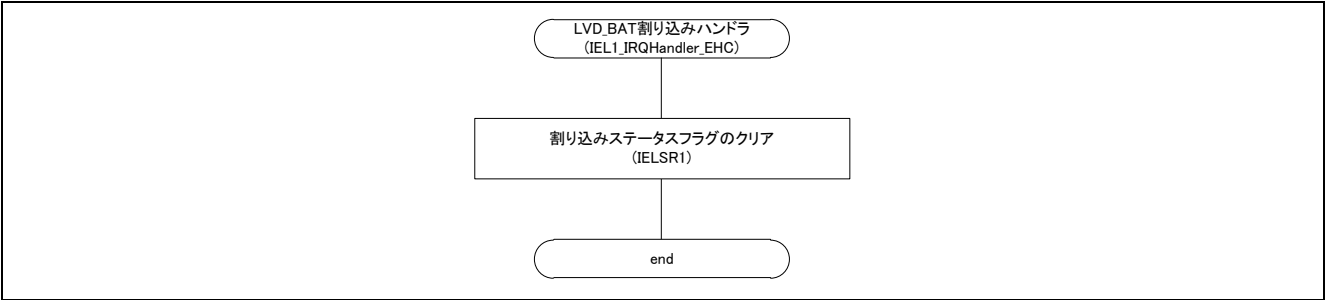 LVD_BAT割り込みハンドラ
(IEL1_IRQHandler_EHC)
割り込みステータスフラグのクリア
(IELSR1)
end